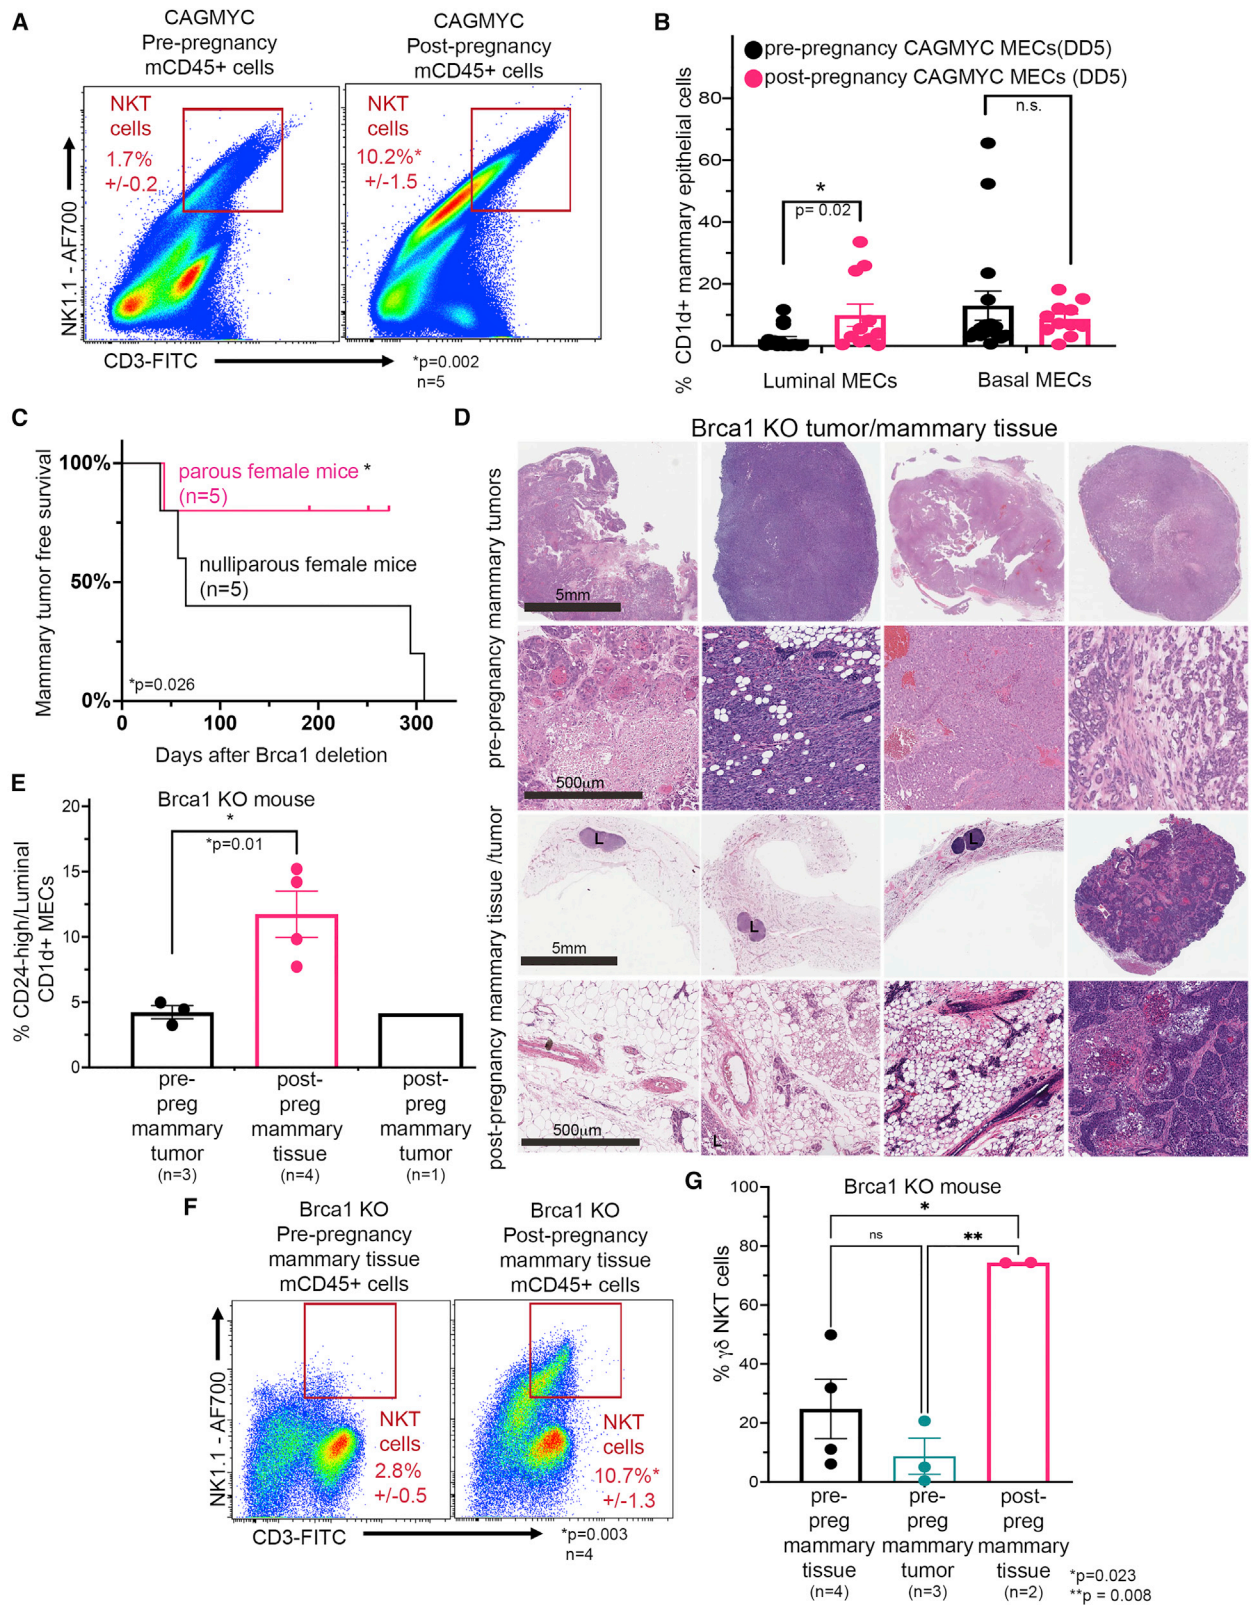 A
CAGMYC
Pre-pregnancy
mCD45+ cells
CAGMYC
Post-pregnancy
mCD45+ cells
NKT
cells
1.7%
+/-0.2
NKT
cells
10.2%*
+/-1.5
NK1.1 - AF700
CD3-FITC
*p=0.002
n=5
B
pre-pregnancy CAGMYC MECs(DD5)
post-pregnancy CAGMYC MECs (DD5)
% CD1d+ mammary epithelial cells
80
60
40
20
0
*
p= 0.02
n.s.
Luminal MECs
Basal MECs
C
Mammary tumor free survival
100%
50%
0%
parous female mice *
(n=5)
nulliparous female mice
(n=5)
*p=0.026
0
100
200
300
Days after Brca1 deletion
D
Brca1 KO tumor/mammary tissue
pre-pregnancy mammary tumors
5mm
500µm
post-pregnancy mammary tissue /tumor
L
L
L
5mm
500µm
L
E
Brca1 KO mouse
*
*p=0.01
% CD24-high/Luminal
CD1d+ MECs
20
15
10
5
0
pre-
preg
mammary
tumor
(n=3)
post-
preg
mammary
tissue
(n=4)
post-
preg
mammary
tumor
(n=1)
F
Brca1 KO
Pre-pregnancy
mammary tissue
mCD45+ cells
Brca1 KO
Post-pregnancy
mammary tissue
mCD45+ cells
NKT
cells
2.8%
+/-0.5
NKT
cells
10.7%*
+/-1.3
NK1.1 - AF700
CD3-FITC
*p=0.003
n=4
G
Brca1 KO mouse
% γδ NKT cells
100
80
60
40
20
0
*
ns
**
pre-
preg
mammary
tissue
(n=4)
pre-
preg
mammary
tumor
(n=3)
post-
preg
mammary
tissue
(n=2)
*p=0.023
**p = 0.008